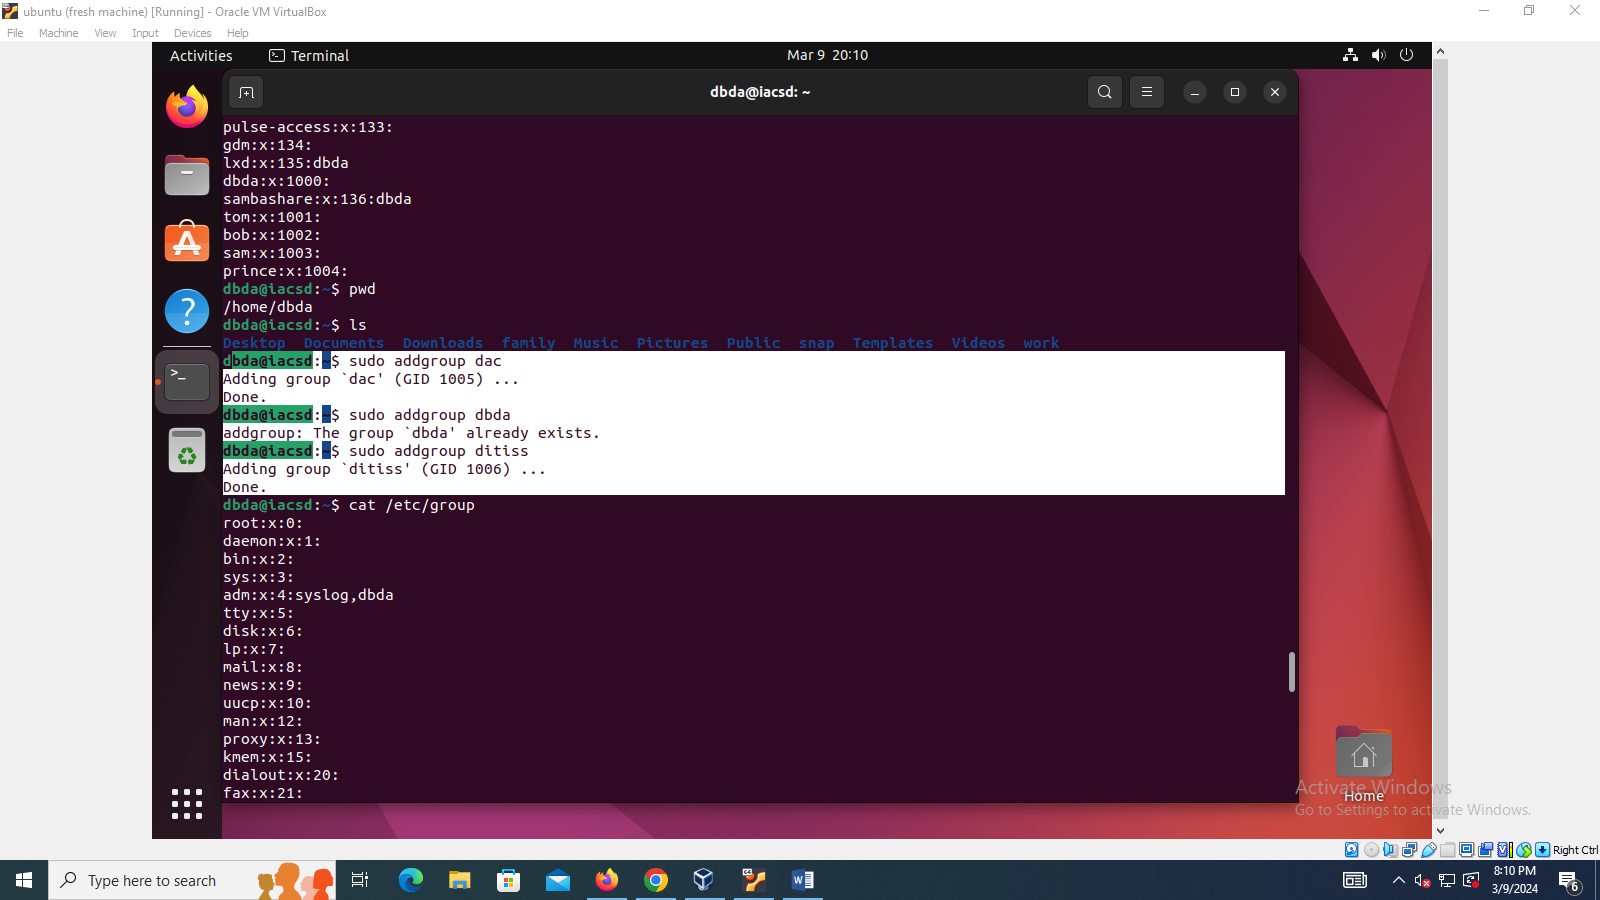 ubuntu (fresh machine) [Running] - Oracle VM VirtualBox
File Machine View Input Devices Help
Activities Terminal Mar 9 20:10
dbda@iacsd: ~
pulse-access:x:133:
gdm:x:134:
lxd:x:135:dbda
dbda:x:1000:
sambashare:x:136:dbda
tom:x:1001:
bob:x:1002:
sam:x:1003:
prince:x:1004:
dbda@iacsd:~$ pwd
/home/dbda
dbda@iacsd:~$ ls
Desktop Documents Downloads family Music Pictures Public snap Templates Videos work
dbda@iacsd:~$ sudo addgroup dac
Adding group `dac' (GID 1005) ...
Done.
dbda@iacsd:~$ sudo addgroup dbda
addgroup: The group `dbda' already exists.
dbda@iacsd:~$ sudo addgroup ditiss
Adding group `ditiss' (GID 1006) ...
Done.
dbda@iacsd:~$ cat /etc/group
root:x:0:
daemon:x:1:
bin:x:2:
sys:x:3:
adm:x:4:syslog,dbda
tty:x:5:
disk:x:6:
lp:x:7:
mail:x:8:
news:x:9:
uucp:x:10:
man:x:12:
proxy:x:13:
kmem:x:15:
dialout:x:20:
fax:x:21:
Home
Activate Windows
Go to Settings to activate Windows.
Right Ctrl
Type here to search
8:10 PM
3/9/2024
6